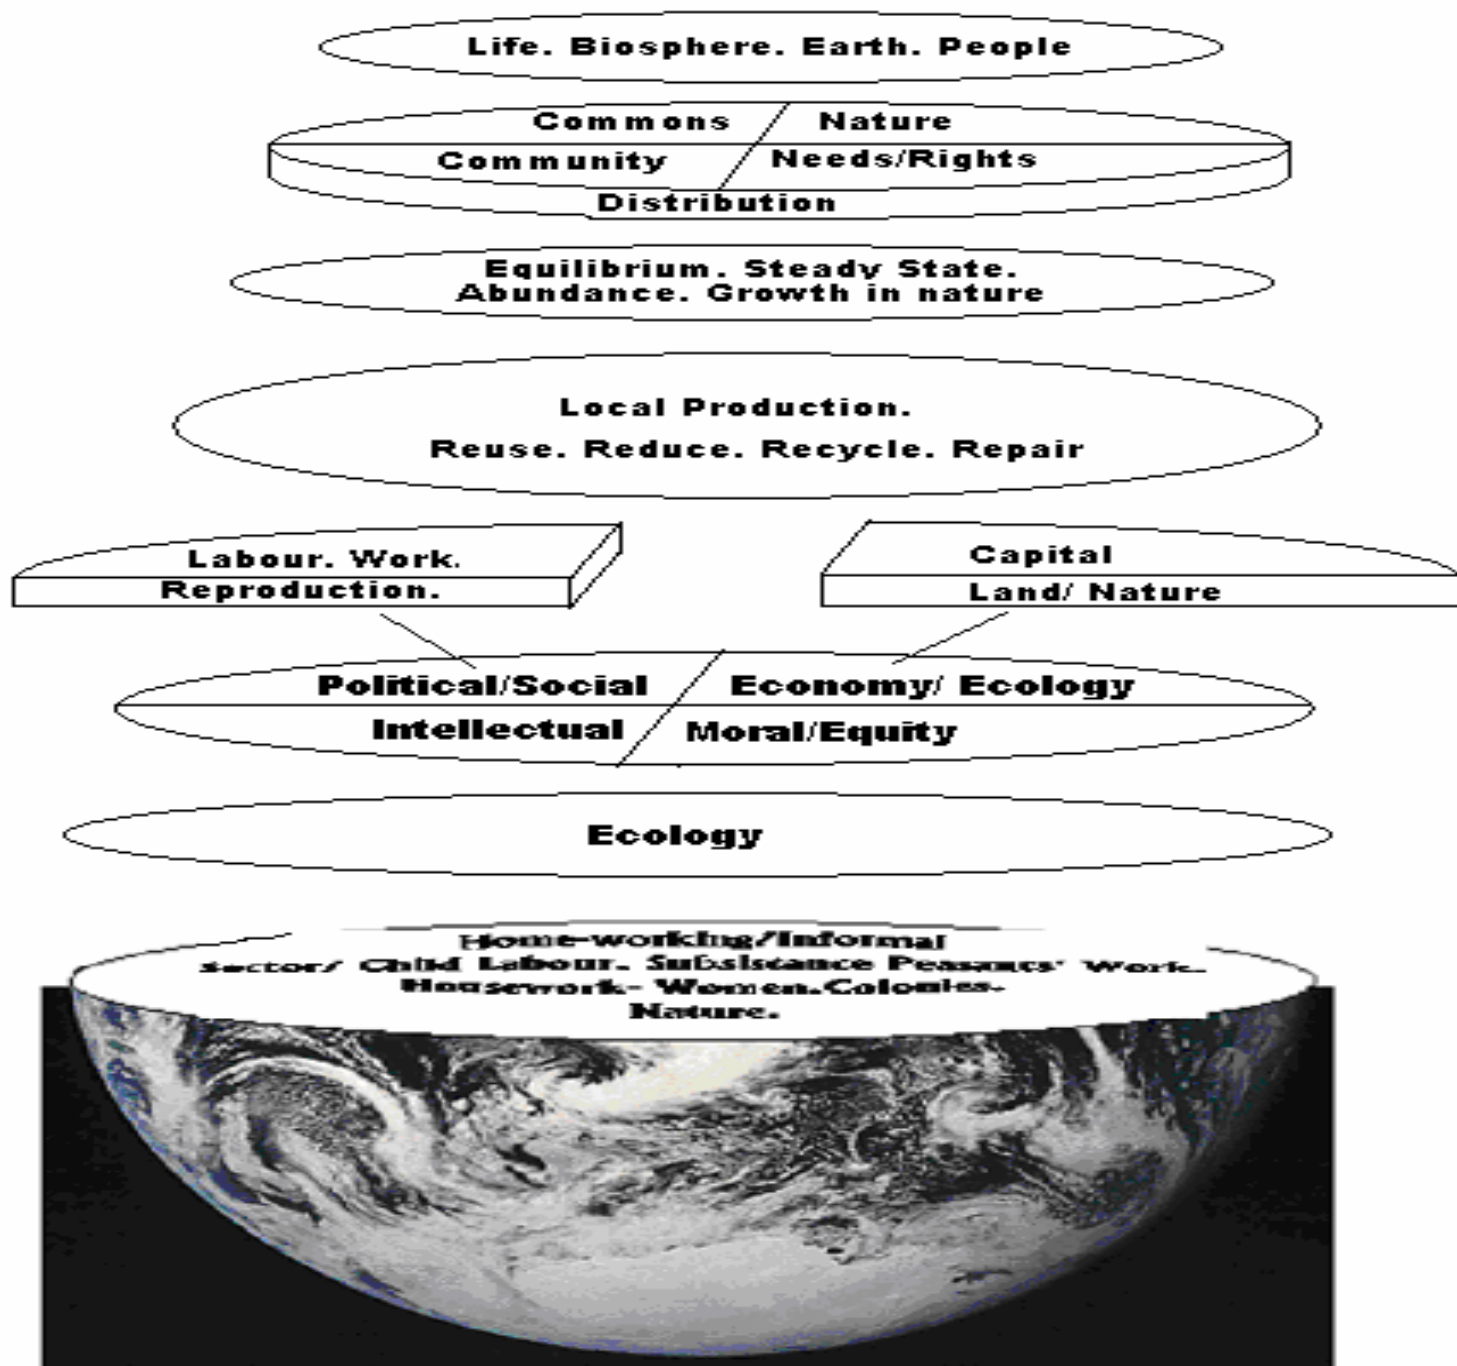 Life. Biosphere. Earth. People
Commons Nature
Community Needs/Rights
Distribution
Equilibrium. Steady State.
Abundance. Growth in nature
Local Production.
Reuse. Reduce. Recycle. Repair
Labour. Work.
Reproduction.
Capital
Land/ Nature
Political/Social Economy/ Ecology
Intellectual Moral/Equity
Ecology
Home-working/Informal
Sector/ Child Labour. Subsistance Peasants' Work.
Housework- Women.Colonies.
Nature.